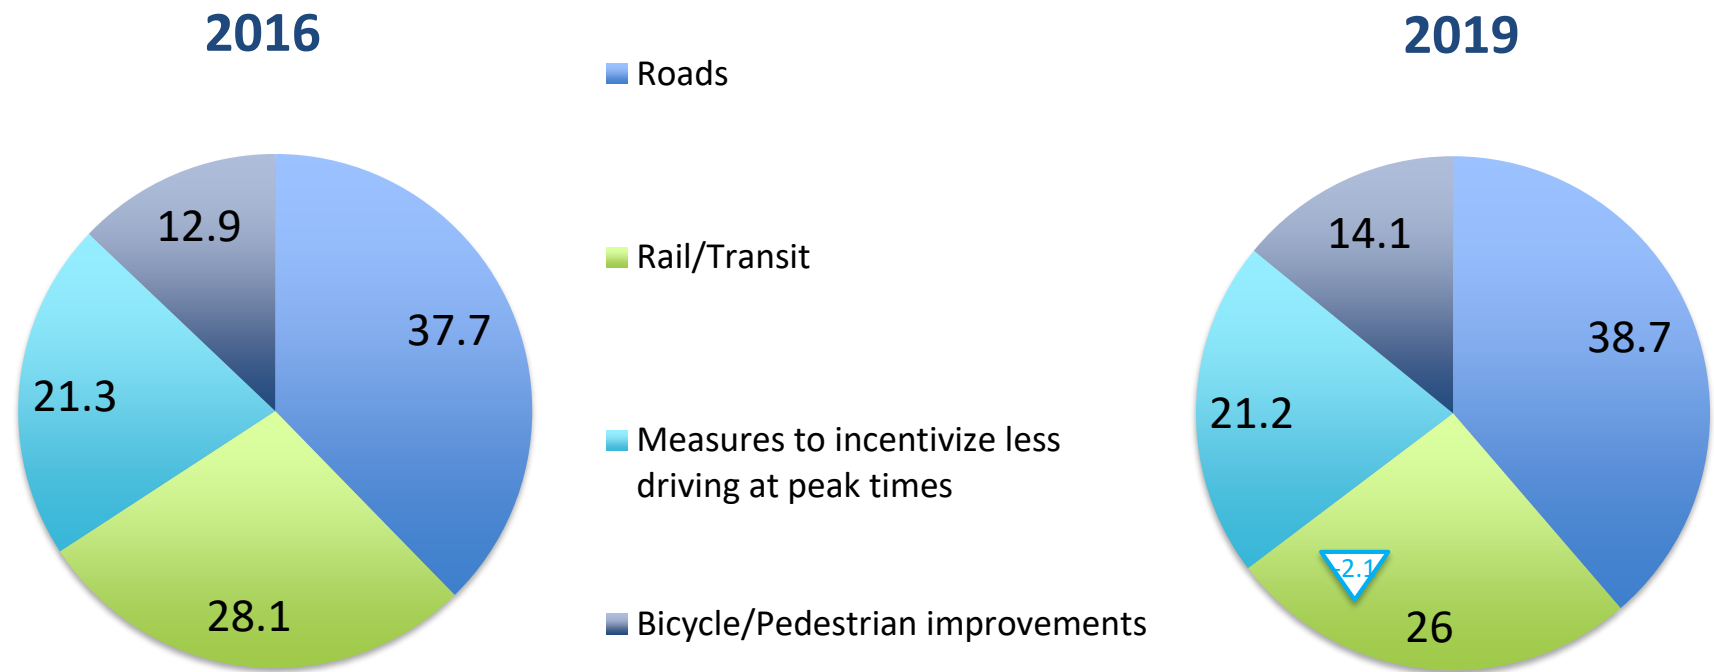 2016
12.9
37.7
21.3
28.1
Roads
Rail/Transit
Measures to incentivize less
driving at peak times
Bicycle/Pedestrian improvements
2019
14.1
38.7
21.2
-2.1
26